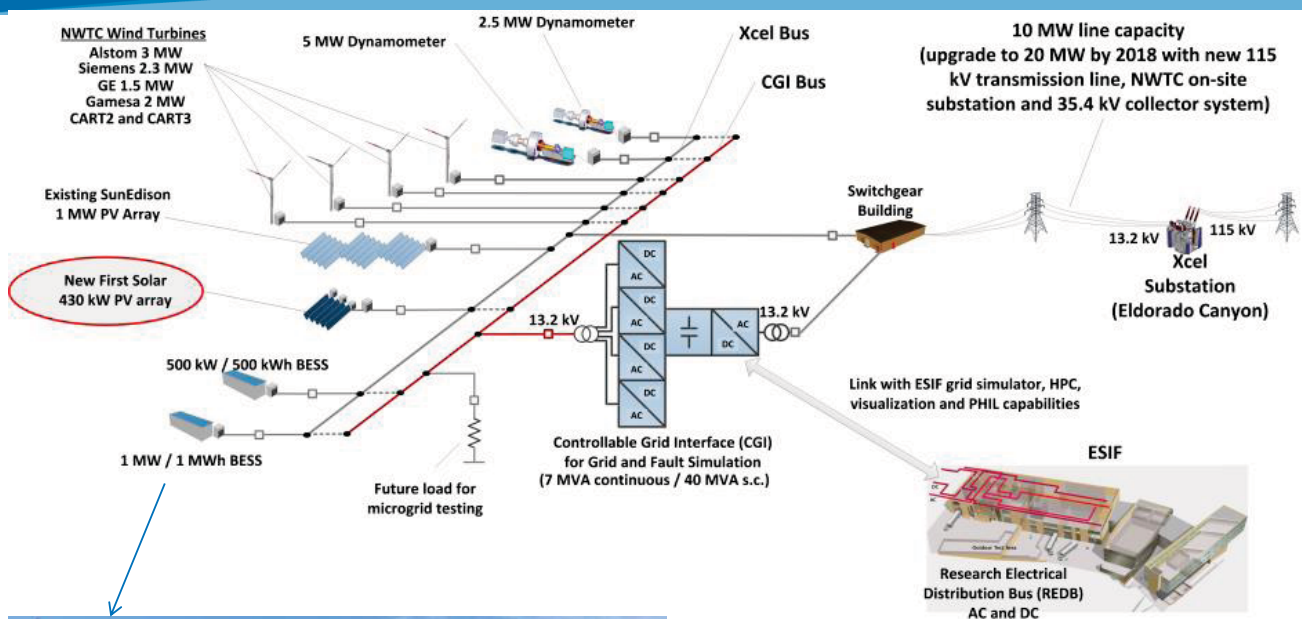 NWTC Wind Turbines
Alstom 3 MW
Siemens 2.3 MW
GE 1.5 MW
Gamesa 2 MW
CART2 and CART3
5 MW Dynamometer
2.5 MW Dynamometer
Xcel Bus
CGI Bus
10 MW line capacity
(upgrade to 20 MW by 2018 with new 115
kV transmission line, NWTC on-site
substation and 35.4 kV collector system)
Existing SunEdison
1 MW PV Array
New First Solar
430 kW PV array
Switchgear
Building
13.2 kV
115 kV
Xcel
Substation
(Eldorado Canyon)
13.2 kV
DC
AC
DC
AC
DC
AC
DC
AC
AC
DC
13.2 kV
500 kW / 500 kWh BESS
1 MW / 1 MWh BESS
Future load for
microgrid testing
Controllable Grid Interface (CGI)
for Grid and Fault Simulation
(7 MVA continuous / 40 MVA s.c.)
Link with ESIF grid simulator, HPC,
visualization and PHIL capabilities
ESIF
Outdoor Test Area
Research Electrical
Distribution Bus (REDB)
AC and DC